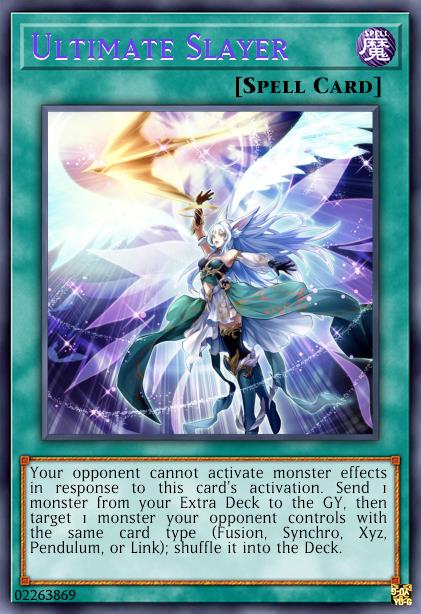 Ultimate Slayer
SPELL
魔
[Spell Card]
Your opponent cannot activate monster effects
in response to this card's activation. Send 1
monster from your Extra Deck to the GY, then
target 1 monster your opponent controls with
the same card type (Fusion, Synchro, Xyz,
Pendulum, or Link); shuffle it into the Deck.
02263869